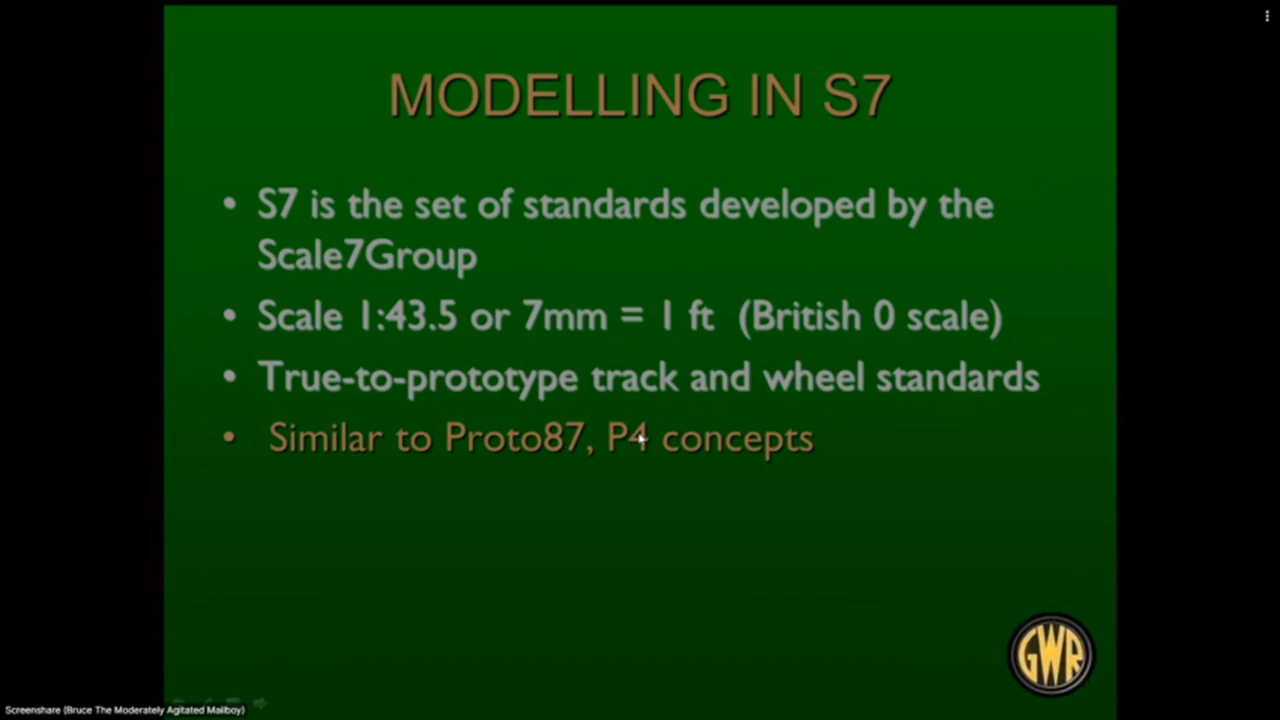 MODELLING IN S7
• S7 is the set of standards developed by the
Scale7Group
• Scale 1:43.5 or 7mm = 1 ft (British 0 scale)
• True-to-prototype track and wheel standards
• Similar to Proto87, P4 concepts
GWR
Screenshare (Bruce The Moderately Agitated Mailboy)